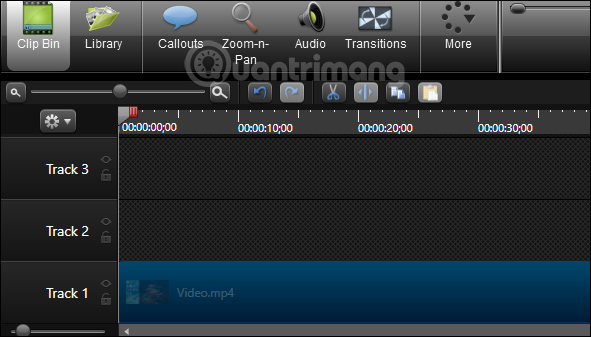 Clip Bin
Library
Callouts
Zoom-n-
Pan
Audio
Transitions
More
Quantrimang
00:00:00;00
00:00:10;00
00:00:20;00
00:00:30;00
Track 3
Track 2
Track 1
Video.mp4